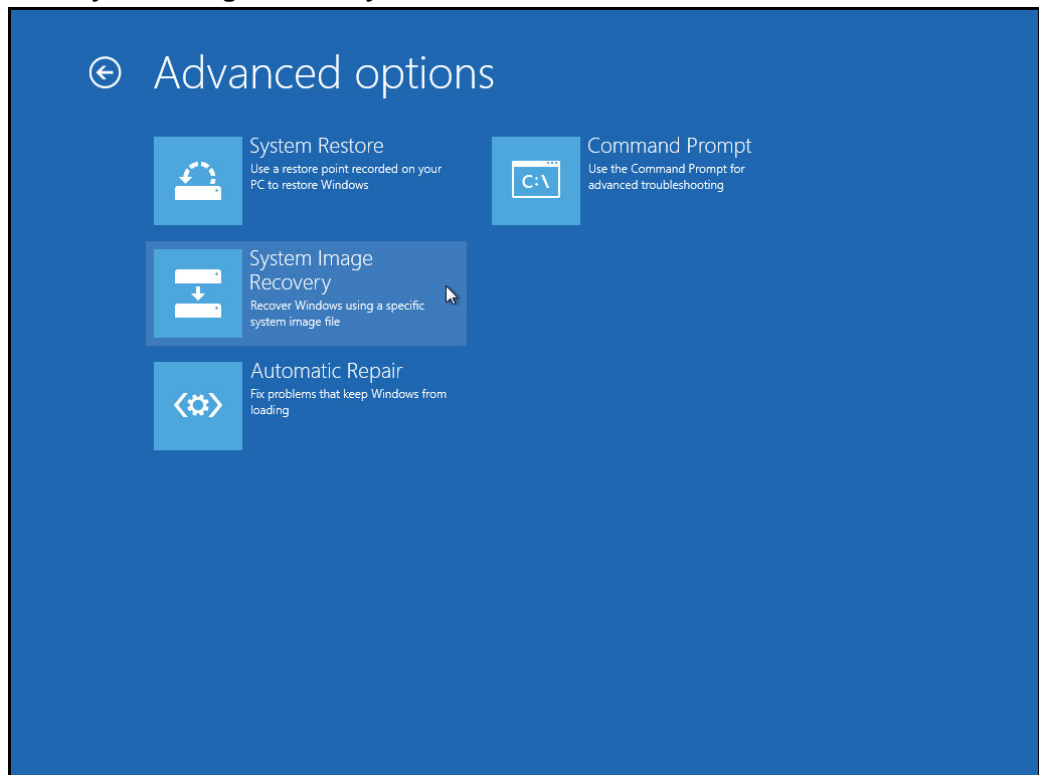 Advanced options
System Restore
Use a restore point recorded on your
PC to restore Windows
System Image
Recovery
Recover Windows using a specific
system image file
Automatic Repair
Fix problems that keep Windows from
loading
C:\
Command Prompt
Use the Command Prompt for
advanced troubleshooting